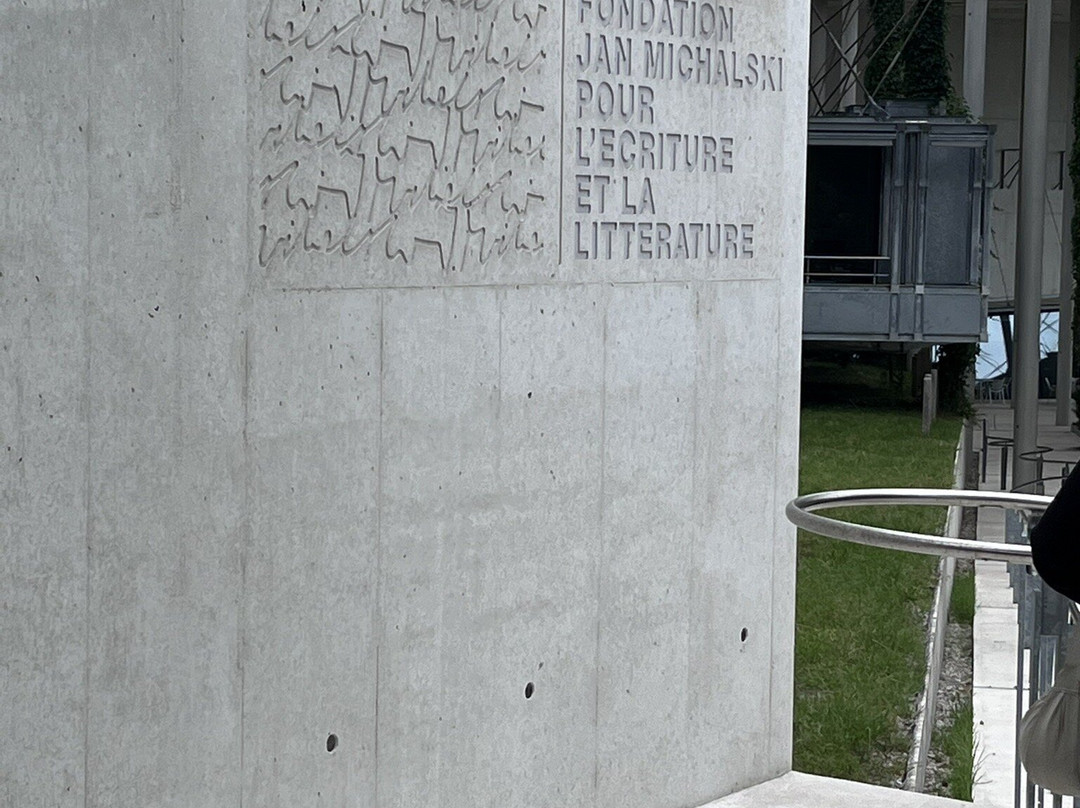 FONDATION
JAN MICHALSKI
POUR
L'ECRITURE
ET LA
LITTERATURE